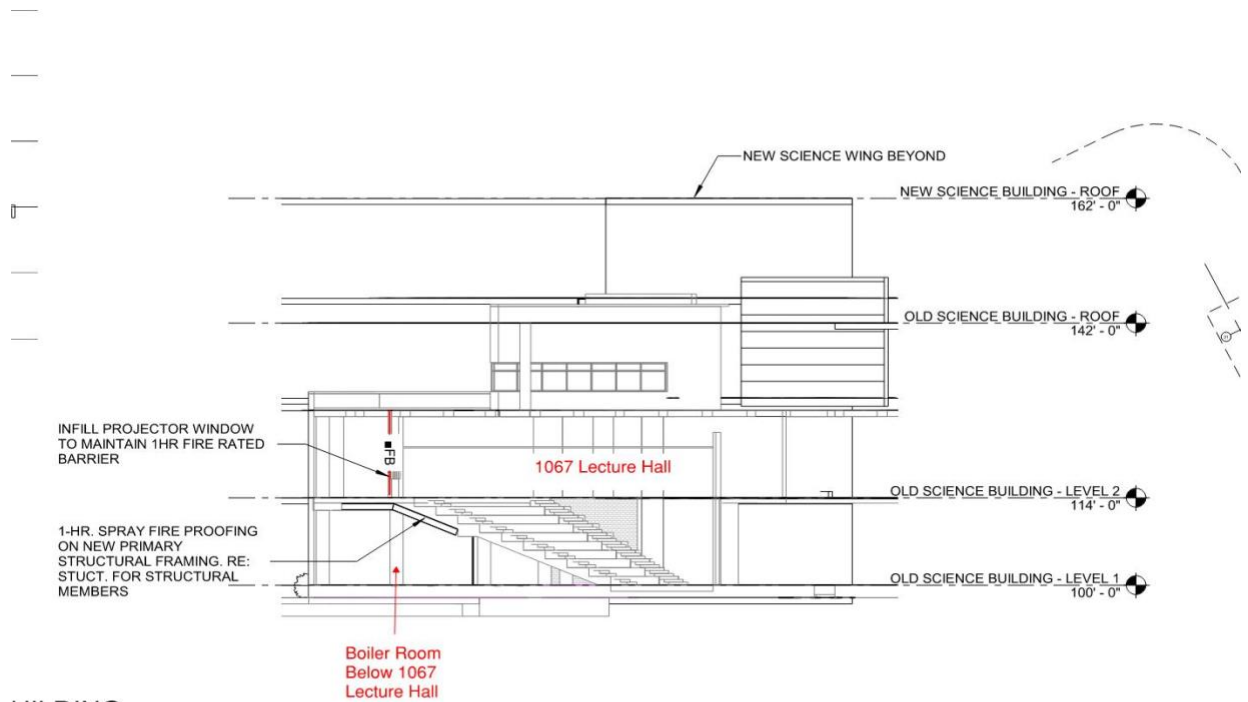 NEW SCIENCE WING BEYOND
NEW SCIENCE BUILDING - ROOF
162' - 0"
OLD SCIENCE BUILDING - ROOF
142' - 0"
INFILL PROJECTOR WINDOW
TO MAINTAIN 1HR FIRE RATED
BARRIER
FB
1067 Lecture Hall
OLD SCIENCE BUILDING - LEVEL 2
114' - 0"
1-HR. SPRAY FIRE PROOFING
ON NEW PRIMARY
STRUCTURAL FRAMING. RE:
STUCT. FOR STRUCTURAL
MEMBERS
OLD SCIENCE BUILDING - LEVEL 1
100' - 0"
Boiler Room
Below 1067
Lecture Hall